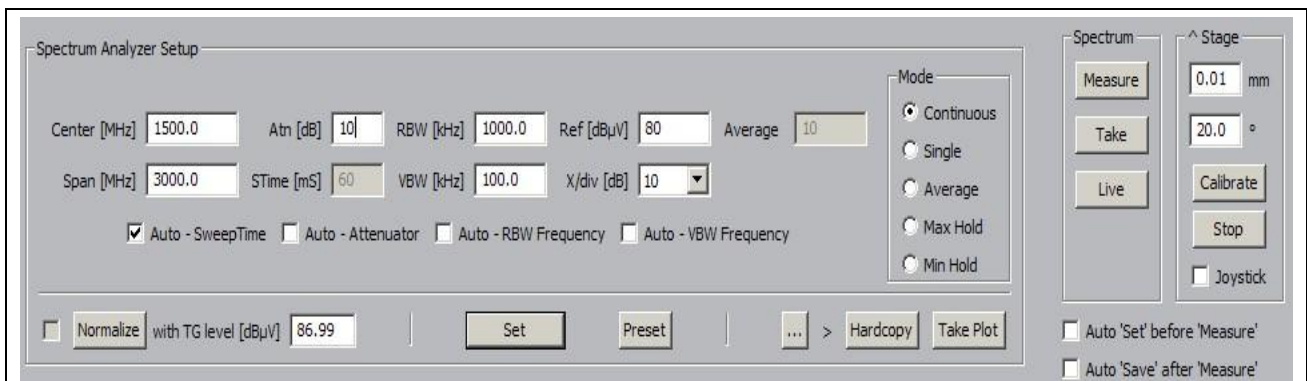 Spectrum Analyzer Setup
Center [MHz] 1500.0 Atn [dB] 10 RBW [kHz] 1000.0 Ref [dBµV] 80 Average 10
Span [MHz] 3000.0 STime [mS] 60 VBW [kHz] 100.0 X/div [dB] 10
Auto - SweepTime Auto - Attenuator Auto - RBW Frequency Auto - VBW Frequency
Mode
Continuous
Single
Average
Max Hold
Min Hold
Normalize with TG level [dBµV] 86.99 Set Preset ... > Hardcopy Take Plot
Spectrum
Measure
Take
Live
^ Stage
0.01 mm
20.0 °
Calibrate
Stop
Joystick
Auto 'Set' before 'Measure'
Auto 'Save' after 'Measure'